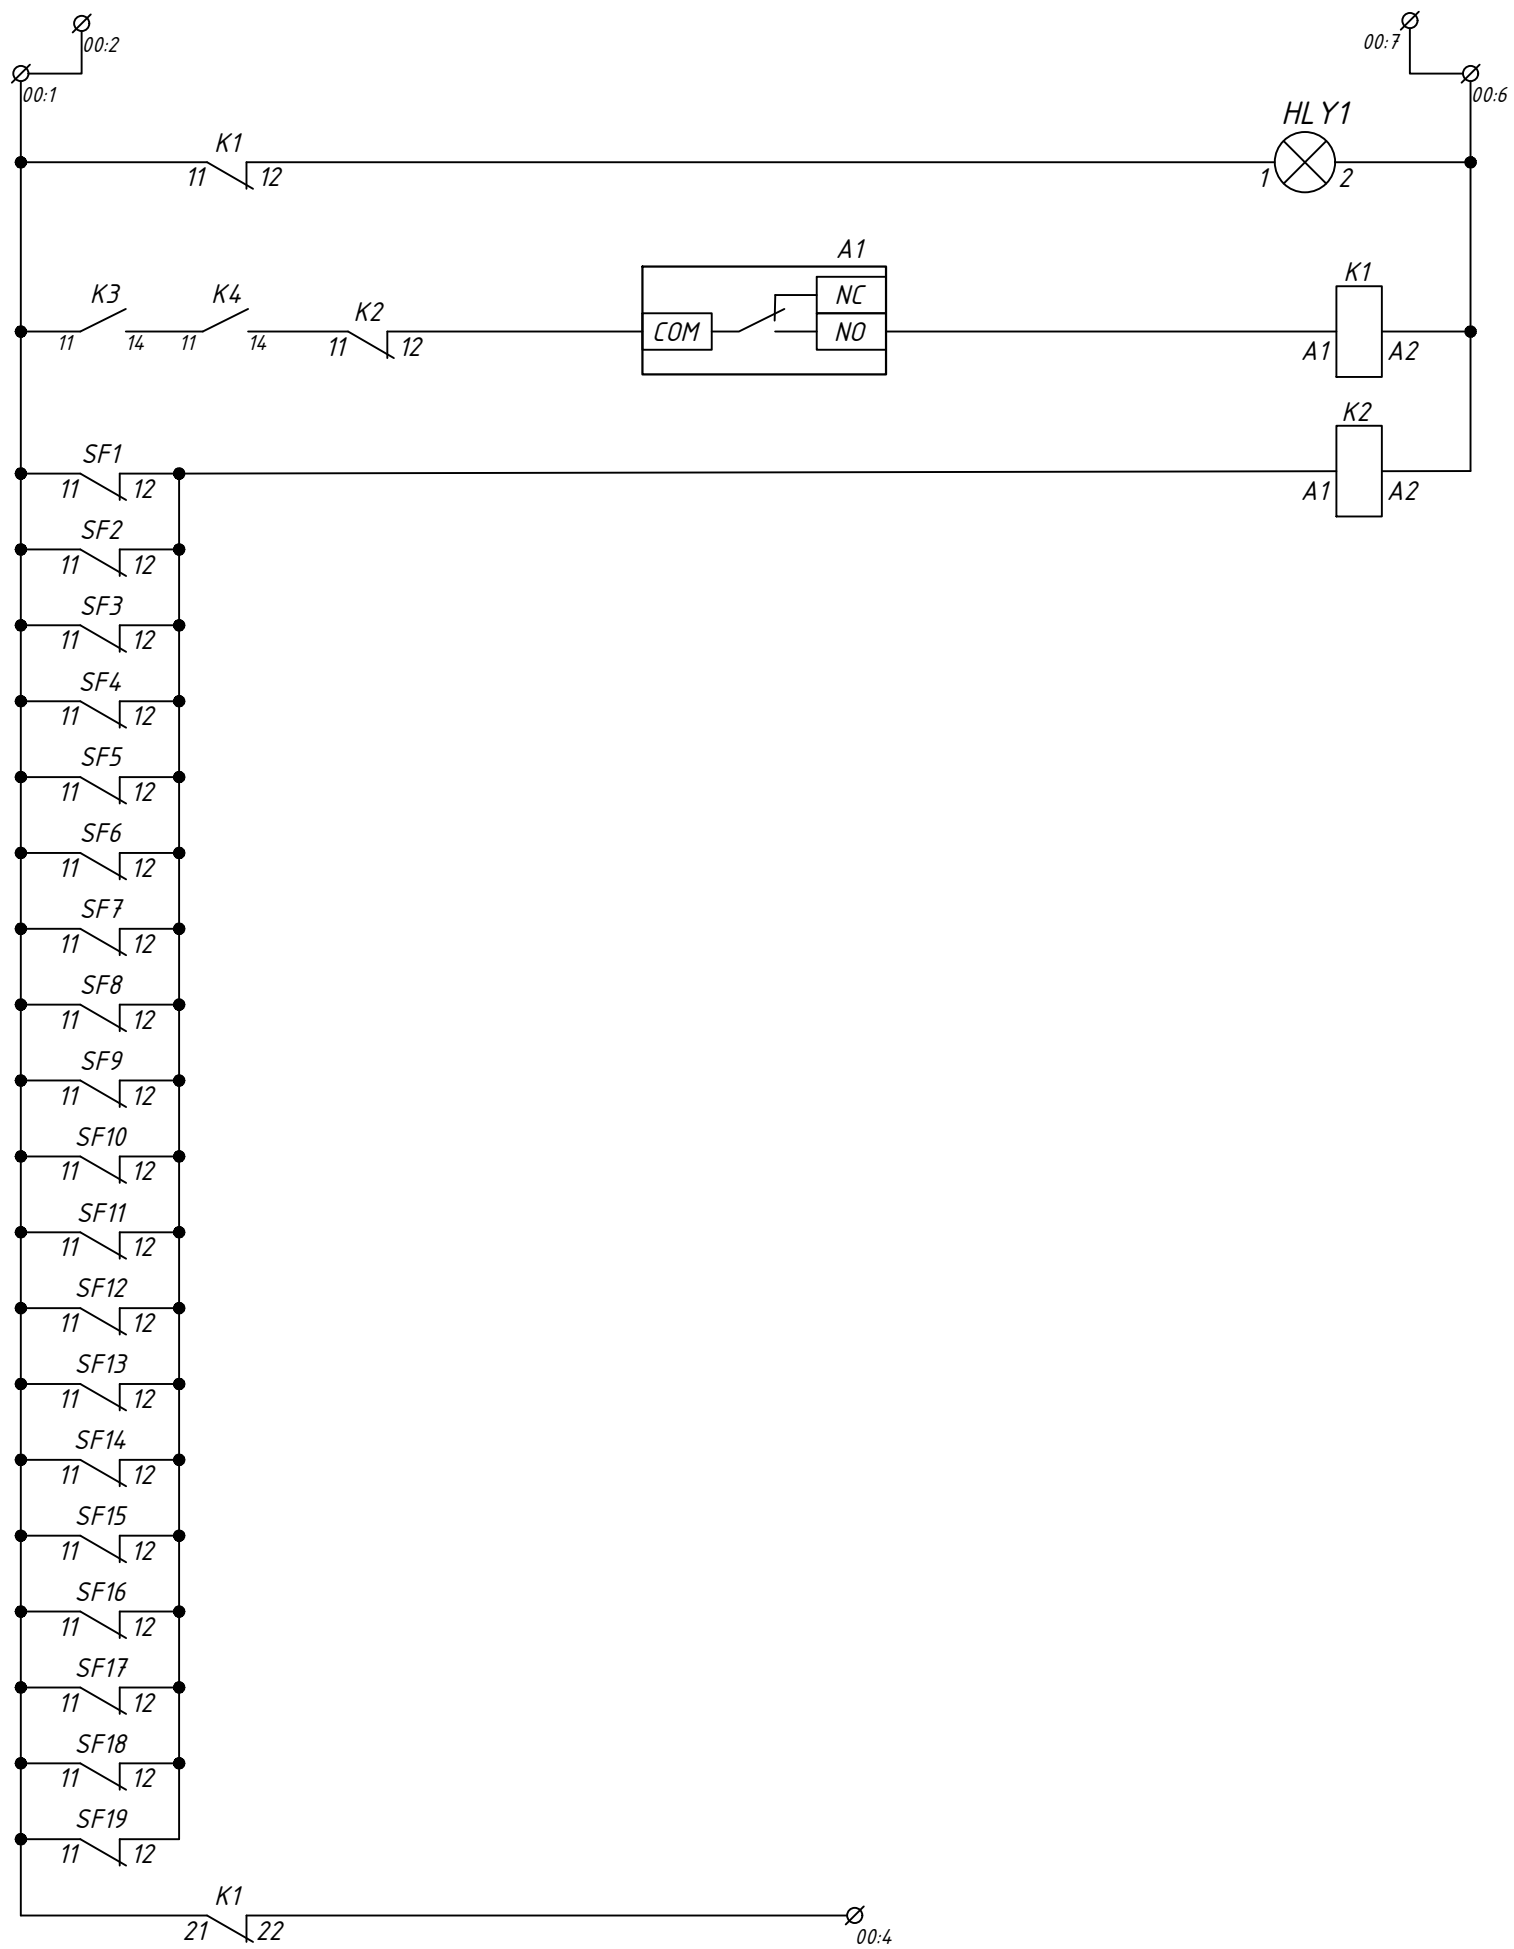 00:2
00:7
00:1
00:6
HLY1
K1
11 12
1 2
A1
K3 K4 K2
NC
K1
COM
NO
11 14 11 14 11 12
A1 A2
K2
SF1
11 12
A1 A2
SF2
11 12
SF3
11 12
SF4
11 12
SF5
11 12
SF6
11 12
SF7
11 12
SF8
11 12
SF9
11 12
SF10
11 12
SF11
11 12
SF12
11 12
SF13
11 12
SF14
11 12
SF15
11 12
SF16
11 12
SF17
11 12
SF18
11 12
SF19
11 12
K1
21 22
00:4